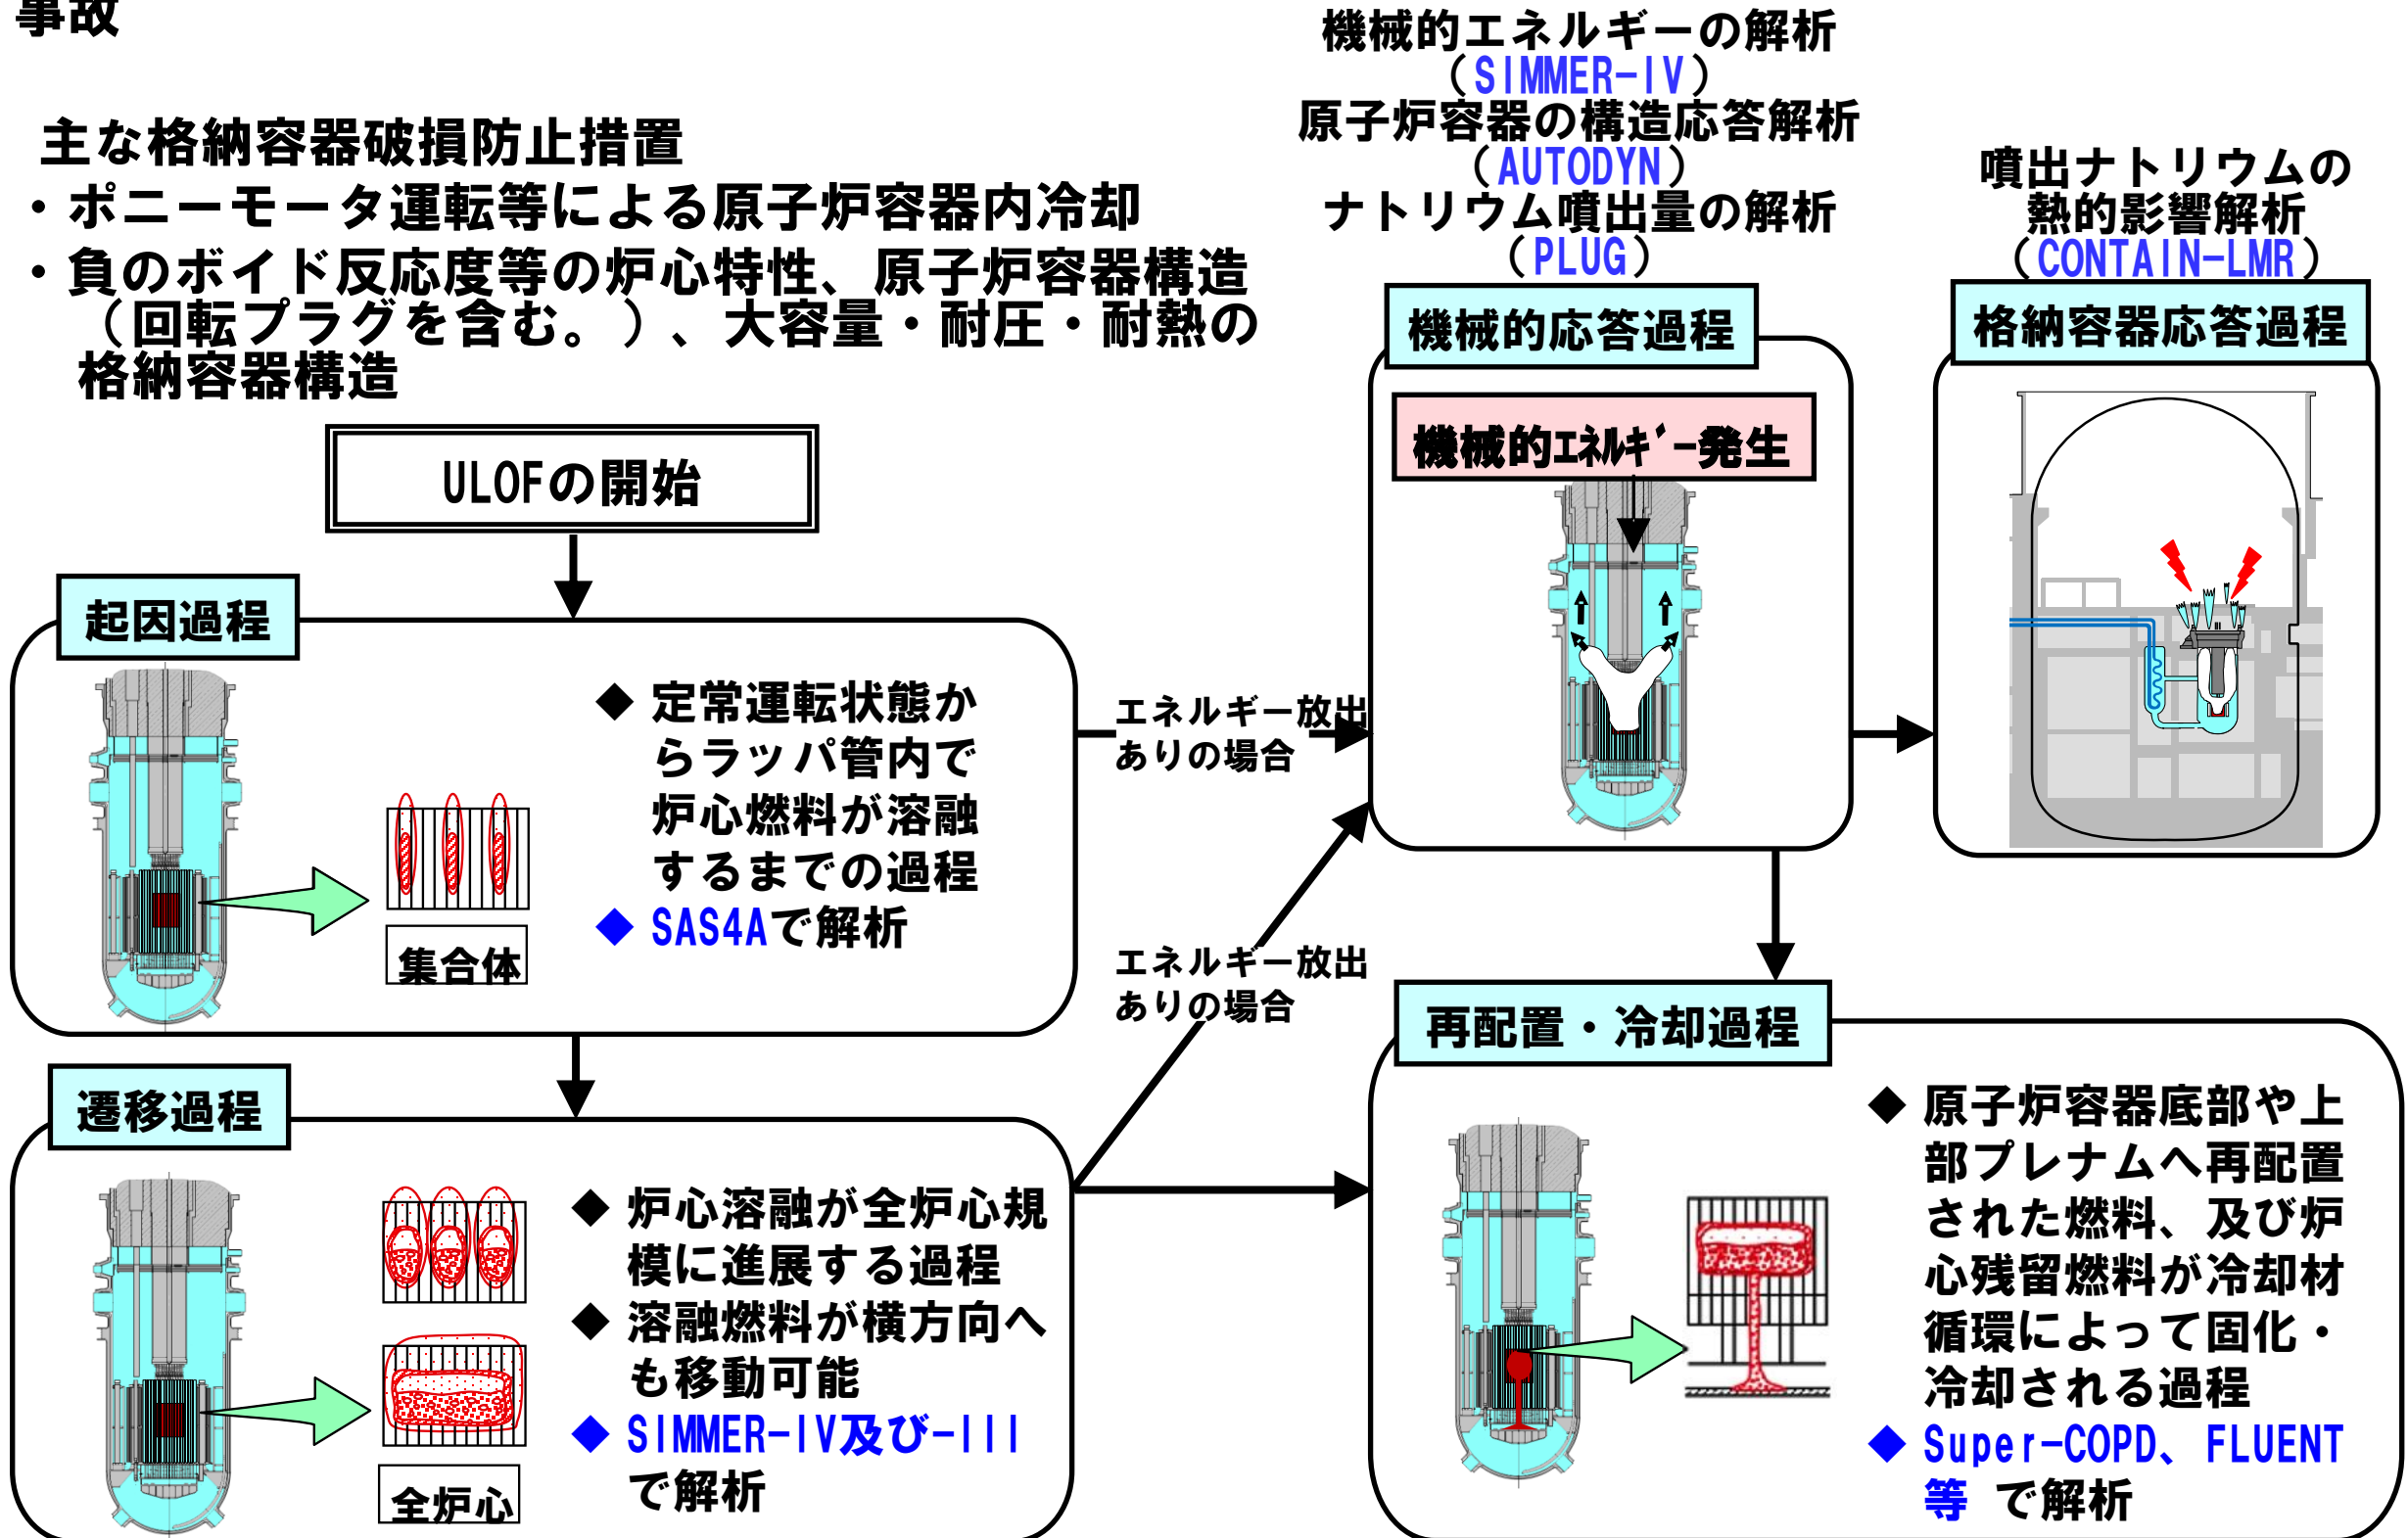 事故
主な格納容器破損防止措置
・ポニーモータ運転等による原子炉容器内冷却
・負のボイド反応度等の炉心特性、原子炉容器構造
（回転プラグを含む。）、大容量・耐圧・耐熱の
格納容器構造
機械的エネルギーの解析
（SIMMER-IV）
原子炉容器の構造応答解析
（AUTODYN）
ナトリウム噴出量の解析
（PLUG）
噴出ナトリウムの
熱的影響解析
（CONTAIN-LMR）
機械的応答過程
機械的ｴﾈﾙｷﾞｰ発生
格納容器応答過程
ULOFの開始
起因過程
◆ 定常運転状態か
らラッパ管内で
炉心燃料が溶融
するまでの過程
◆ SAS4Aで解析
集合体
エネルギー放出
ありの場合
エネルギー放出
ありの場合
遷移過程
◆ 炉心溶融が全炉心規
模に進展する過程
◆ 溶融燃料が横方向へ
も移動可能
◆ SIMMER-IV及び-III
で解析
全炉心
再配置・冷却過程
◆ 原子炉容器底部や上
部プレナムへ再配置
された燃料、及び炉
心残留燃料が冷却材
循環によって固化・
冷却される過程
◆ Super-COPD、FLUENT
等 で解析